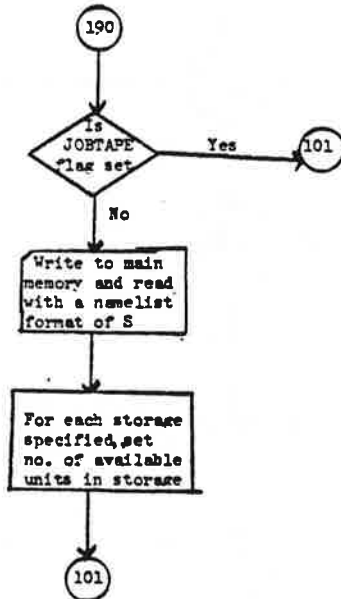 190
Is
JOBTAPE
flag set
Yes
101
No
Write to main
memory and read
with a namelist
format of S
For each storage
specified, set
no. of available
units in storage
101